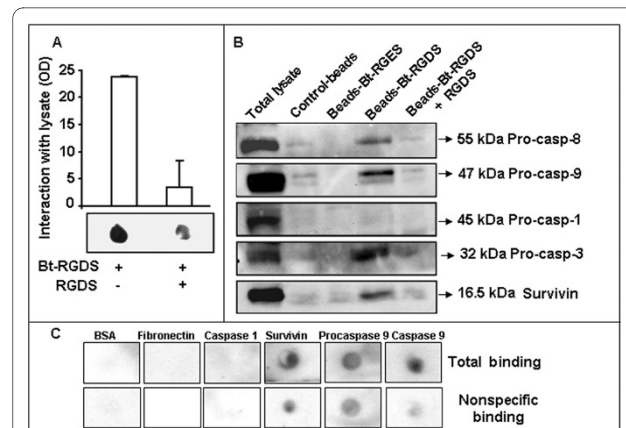 A
Interaction with lysate (OD)
25
20
15
10
5
0
Bt-RGDS + +
RGDS - +
B
Total lysate
Control-beads
Beads-Bt-RGES
Beads-Bt-RGDS
Beads-Bt-RGDS
+ RGDS
55 kDa Pro-casp-8
47 kDa Pro-casp-9
45 kDa Pro-casp-1
32 kDa Pro-casp-3
16.5 kDa Survivin
C
BSA Fibronectin Caspase 1 Survivin Procaspase 9 Caspase 9
Total binding
Nonspecific
binding